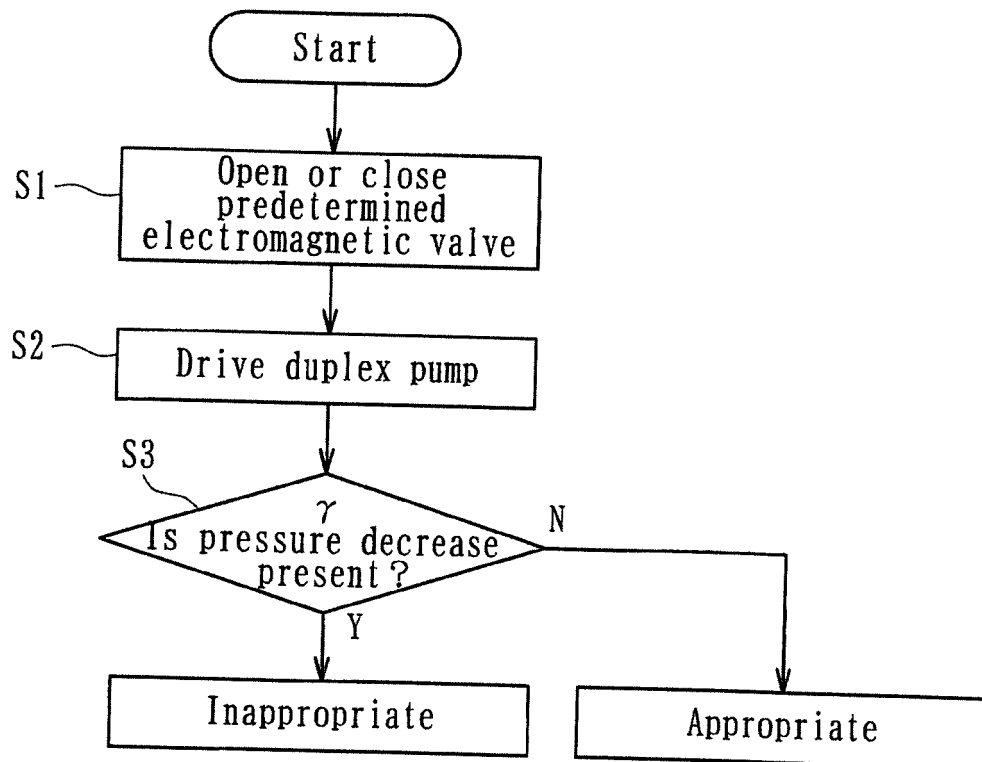 Start
S1
Open or close
predetermined
electromagnetic valve
S2
Drive duplex pump
S3
γ
Is pressure decrease
present?
N
Y
Inappropriate
Appropriate